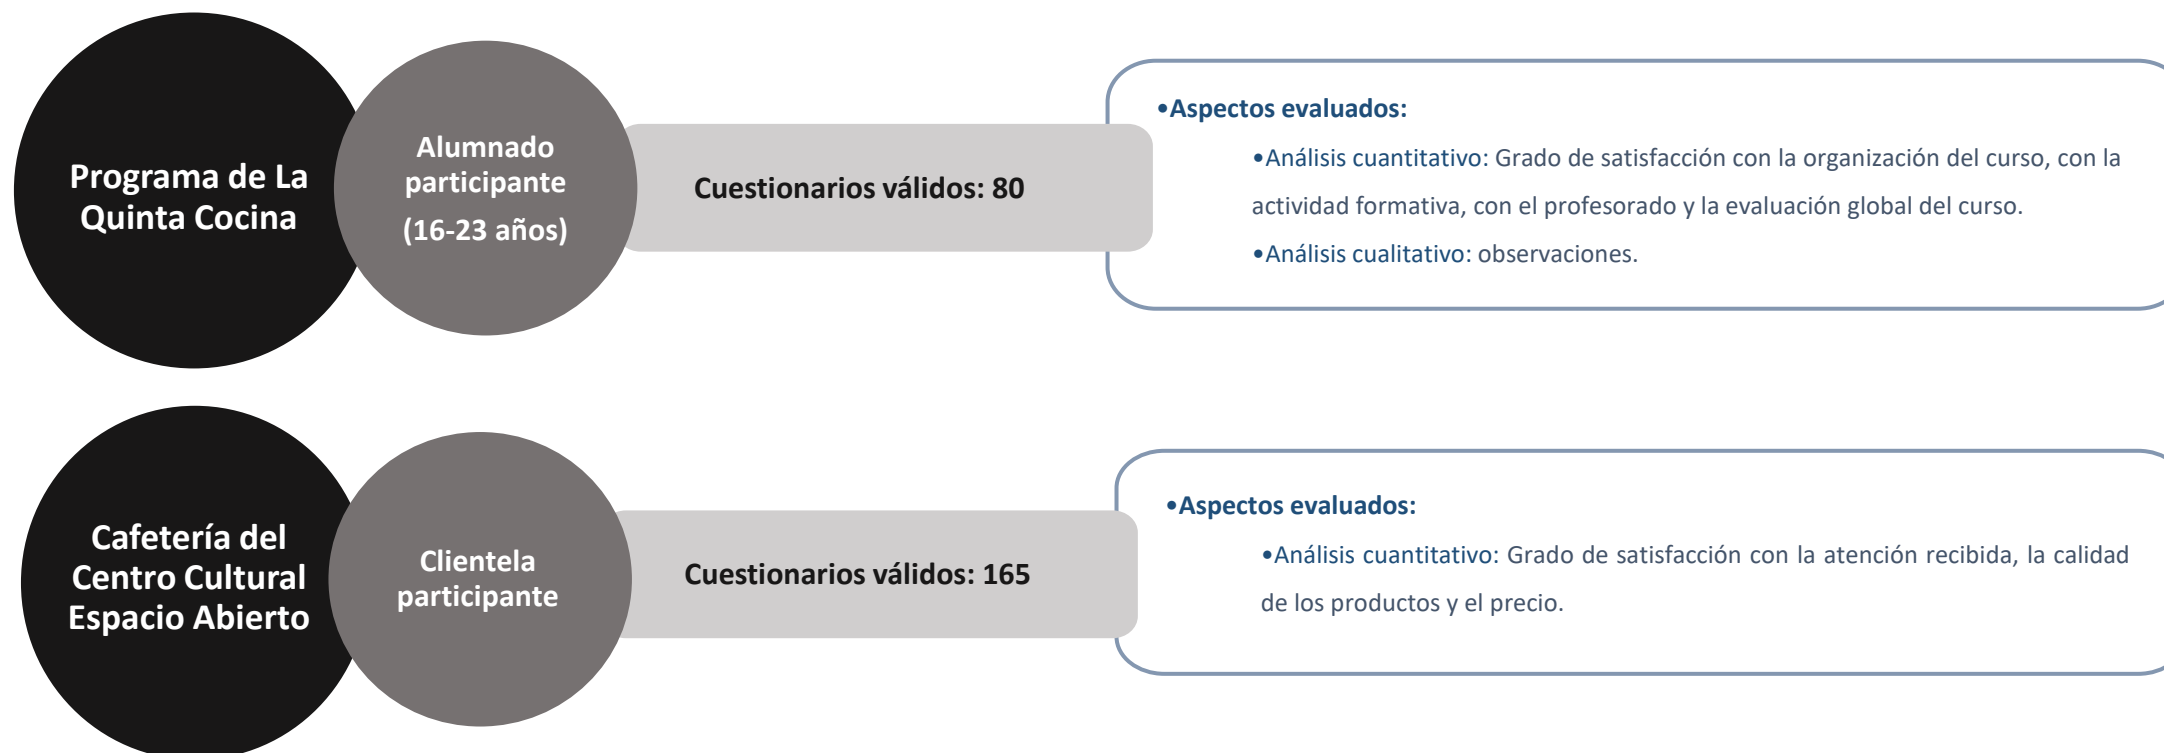 Programa de La
Quinta Cocina
Alumnado
participante
(16-23 años)
Cuestionarios válidos: 80
•Aspectos evaluados:
•Análisis cuantitativo: Grado de satisfacción con la organización del curso, con la
actividad formativa, con el profesorado y la evaluación global del curso.
•Análisis cualitativo: observaciones.
Cafetería del
Centro Cultural
Espacio Abierto
Clientela
participante
Cuestionarios válidos: 165
•Aspectos evaluados:
•Análisis cuantitativo: Grado de satisfacción con la atención recibida, la calidad
de los productos y el precio.